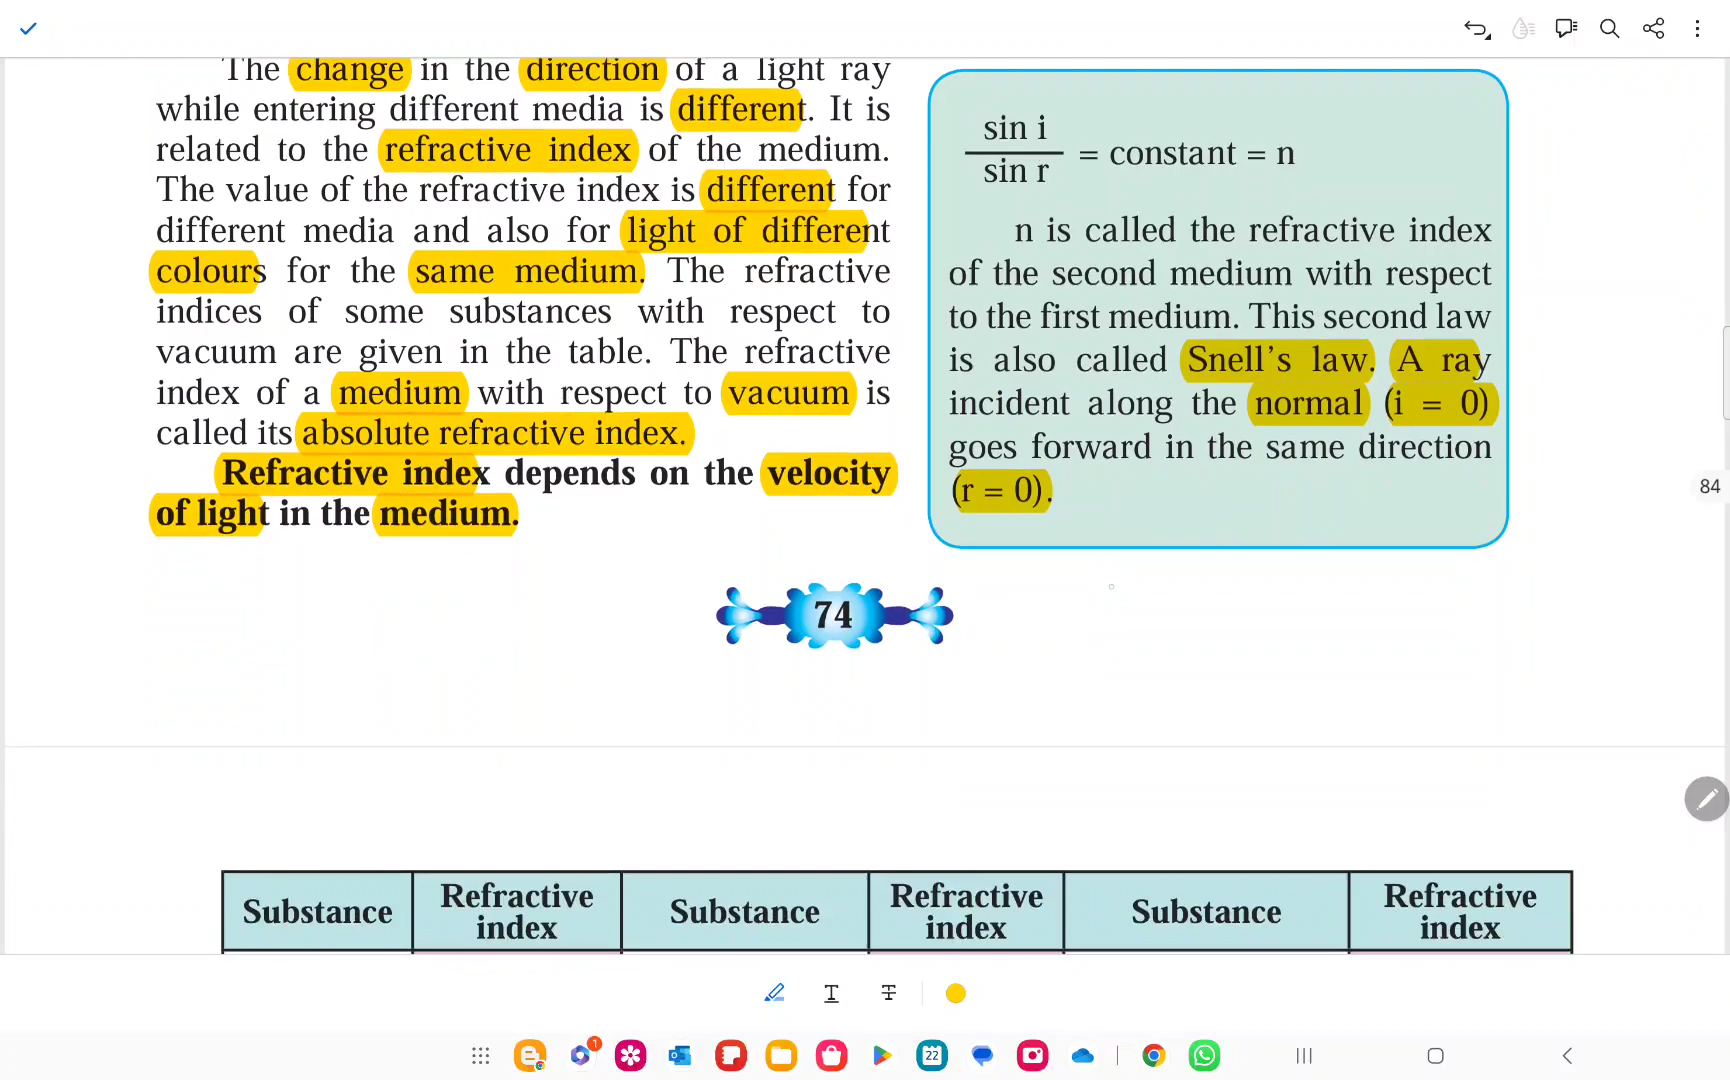 The change in the direction of a light ray
while entering different media is different. It is
related to the refractive index of the medium.
The value of the refractive index is different for
different media and also for light of different
colours for the same medium. The refractive
indices of some substances with respect to
vacuum are given in the table. The refractive
index of a medium with respect to vacuum is
called its absolute refractive index.
Refractive index depends on the velocity
of light in the medium.
sin i
sin r
= constant = n
n is called the refractive index
of the second medium with respect
to the first medium. This second law
is also called Snell's law. A ray
incident along the normal (i = 0)
goes forward in the same direction
(r = 0).
84
74
Substance
Refractive
index
Substance
Refractive
index
Substance
Refractive
index
T
T
1
22